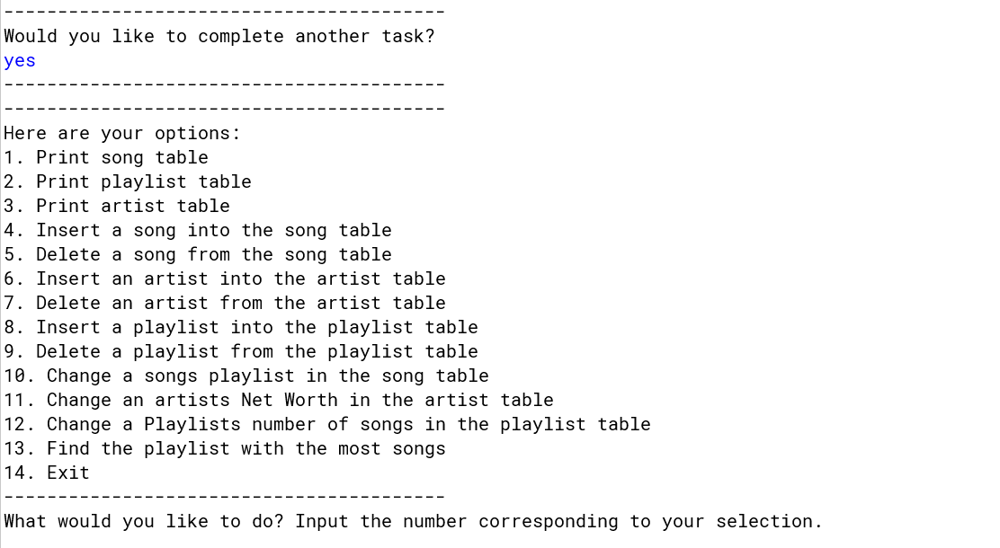 -----------------------------------------
Would you like to complete another task?
yes
-----------------------------------------
-----------------------------------------
Here are your options:
1. Print song table
2. Print playlist table
3. Print artist table
4. Insert a song into the song table
5. Delete a song from the song table
6. Insert an artist into the artist table
7. Delete an artist from the artist table
8. Insert a playlist into the playlist table
9. Delete a playlist from the playlist table
10. Change a songs playlist in the song table
11. Change an artists Net Worth in the artist table
12. Change a Playlists number of songs in the playlist table
13. Find the playlist with the most songs
14. Exit
-----------------------------------------
What would you like to do? Input the number corresponding to your selection.